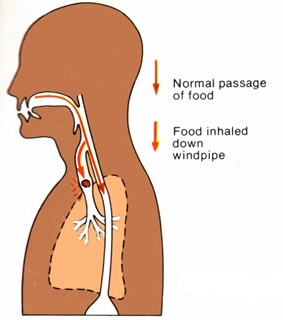 Normal passage
of food
Food inhaled
down
windpipe